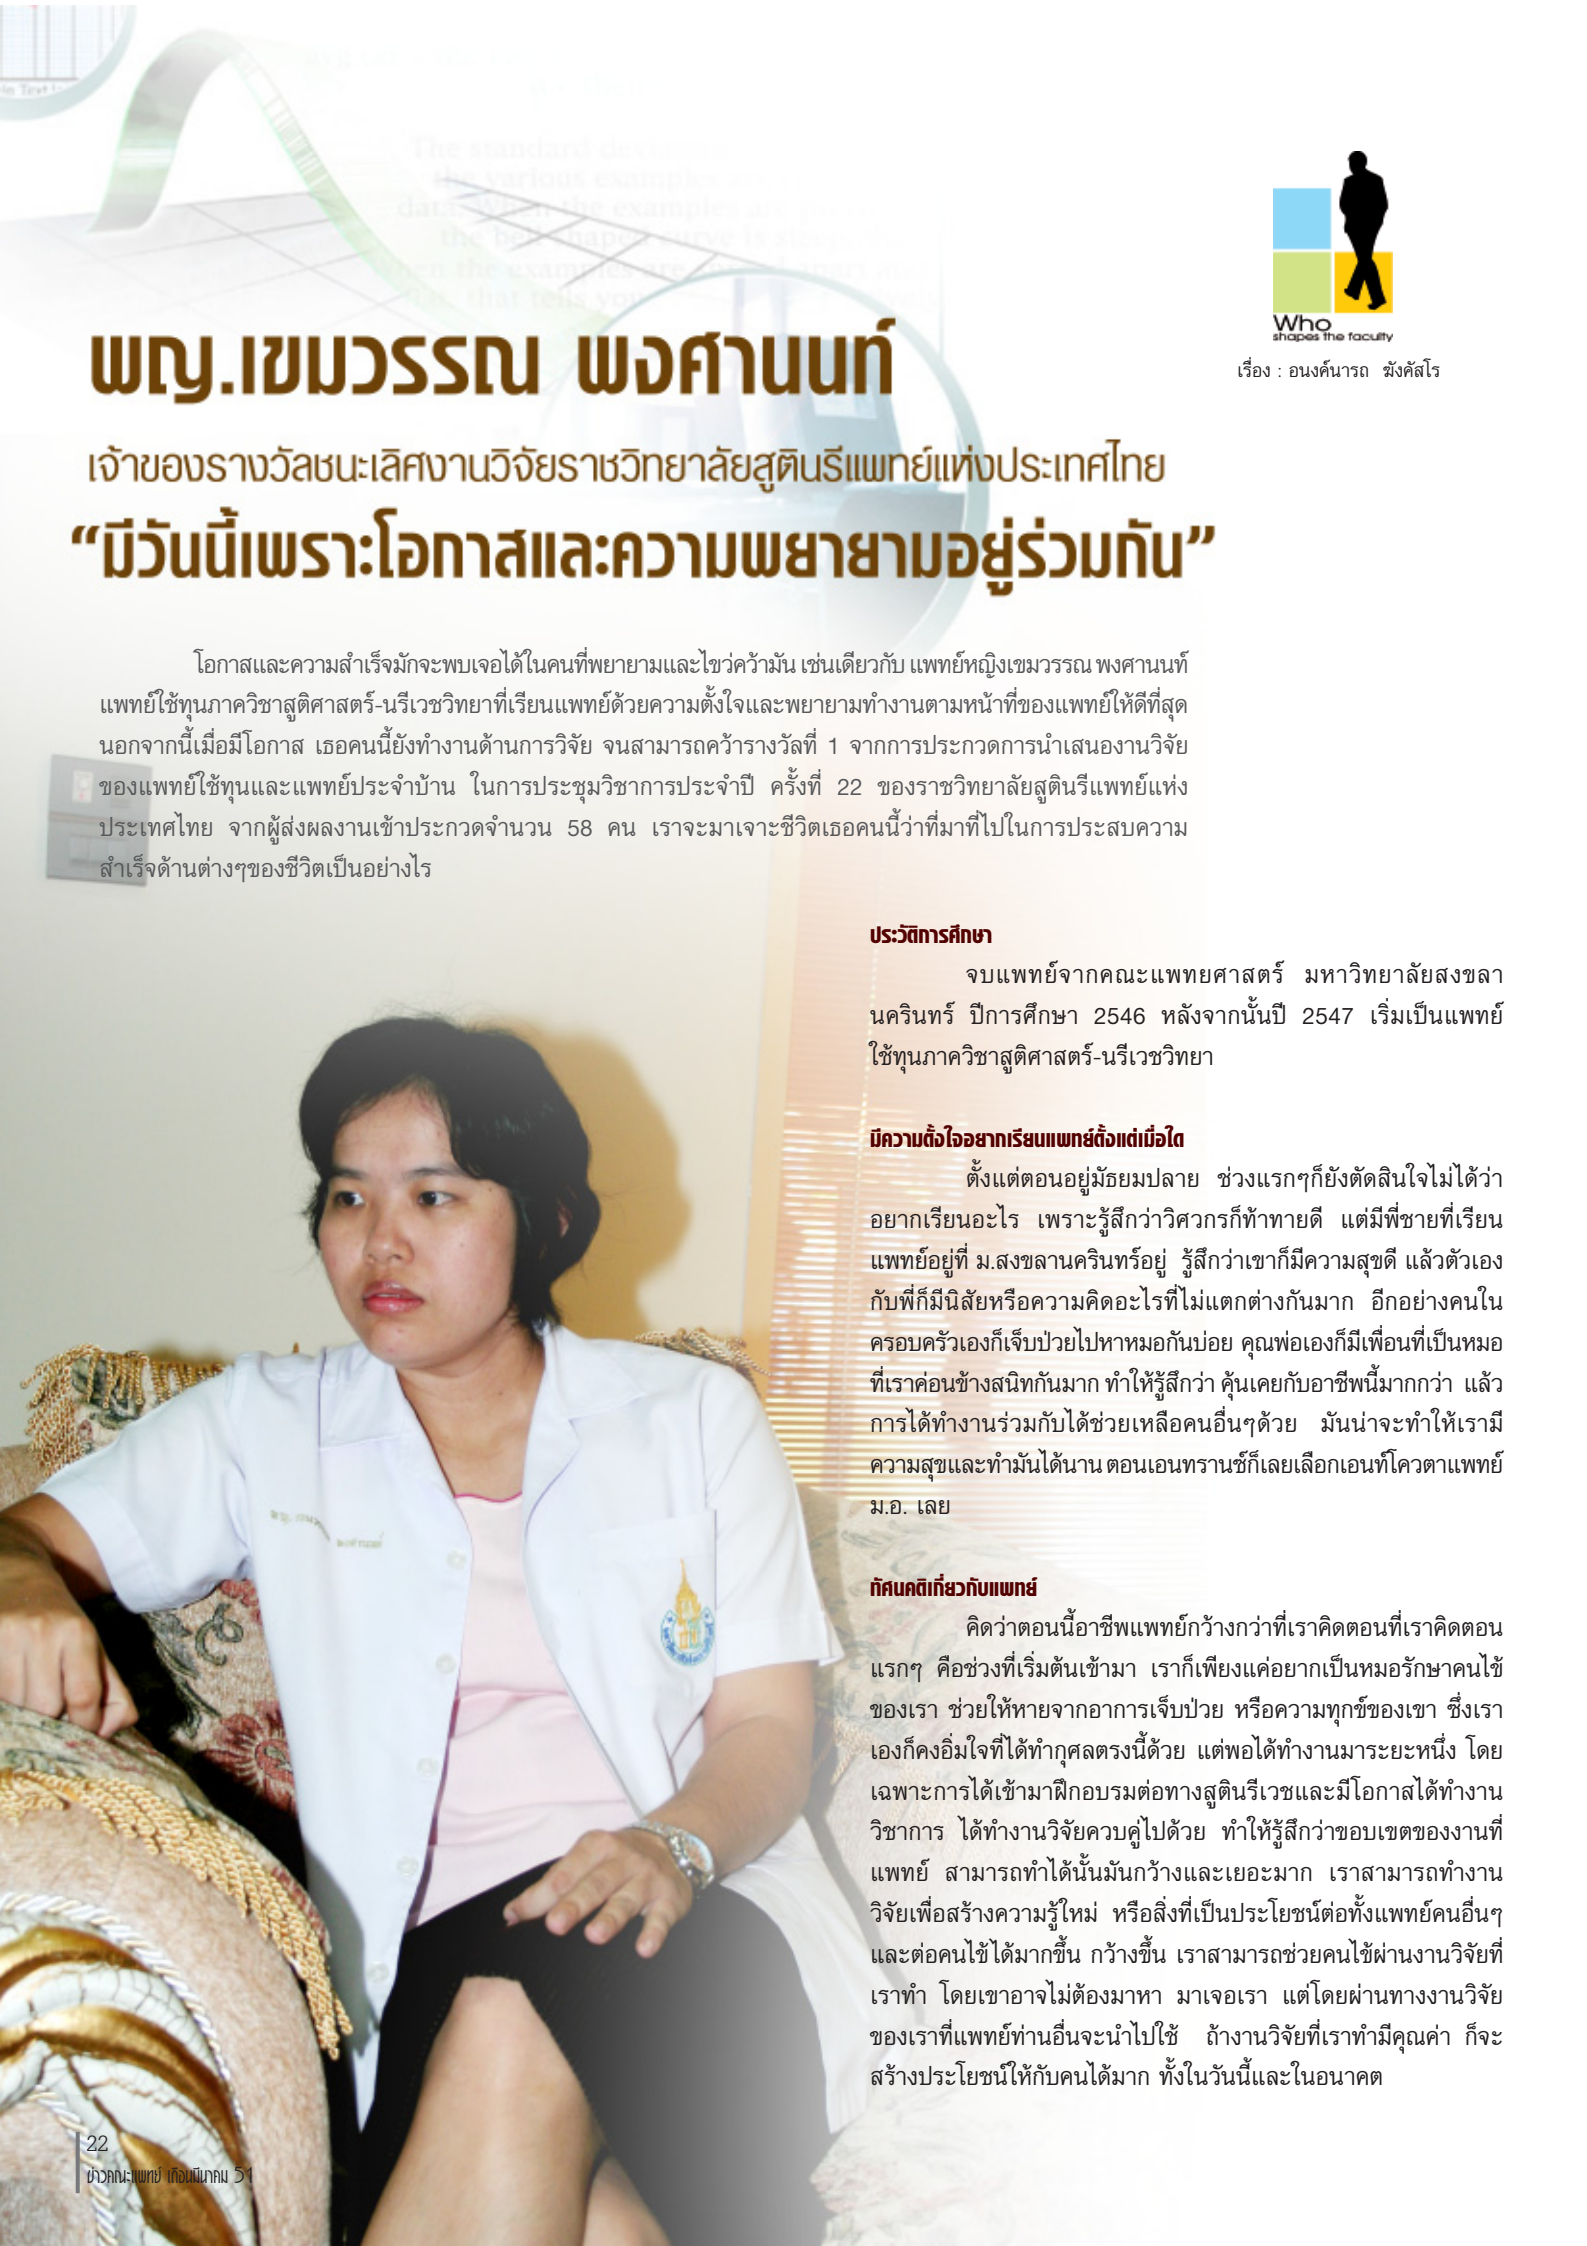 Who
shapes the faculty
เรื่อง : อนงค์นารถ ฆังคัสโร
พญ.เขมวรรณ พงศานนท์
เจ้าของรางวัลชนะเลิศงานวิจัยราชวิทยาลัยสูตินรีแพทย์แห่งประเทศไทย
“มีวันนี้เพราะโอกาสและความพยายามอยู่ร่วมกัน”
โอกาสและความสำเร็จมักจะพบเจอได้ในคนที่พยายามและไขว่คว้ามัน เช่นเดียวกับ แพทย์หญิงเขมวรรณ พงศานนท์
แพทย์ใช้ทุนภาควิชาสูติศาสตร์-นรีเวชวิทยาที่เรียนแพทย์ด้วยความตั้งใจและพยายามทำงานตามหน้าที่ของแพทย์ให้ดีที่สุด
นอกจากนี้เมื่อมีโอกาส เธอคนนี้ยังทำงานด้านการวิจัย จนสามารถคว้ารางวัลที่ 1 จากการประกวดการนำเสนองานวิจัย
ของแพทย์ใช้ทุนและแพทย์ประจำบ้าน ในการประชุมวิชาการประจำปี ครั้งที่ 22 ของราชวิทยาลัยสูตินรีแพทย์แห่ง
ประเทศไทย จากผู้ส่งผลงานเข้าประกวดจำนวน 58 คน เราจะมาเจาะชีวิตเธอคนนี้ว่าที่มาที่ไปในการประสบความ
สำเร็จด้านต่างๆของชีวิตเป็นอย่างไร
ประวัติการศึกษา
จบแพทย์จากคณะแพทยศาสตร์ มหาวิทยาลัยสงขลา
นครินทร์ ปีการศึกษา 2546 หลังจากนั้นปี 2547 เริ่มเป็นแพทย์
ใช้ทุนภาควิชาสูติศาสตร์-นรีเวชวิทยา
มีความตั้งใจอยากเรียนแพทย์ตั้งแต่เมื่อใด
ตั้งแต่ตอนอยู่มัธยมปลาย ช่วงแรกๆก็ยังตัดสินใจไม่ได้ว่า
อยากเรียนอะไร เพราะรู้สึกว่าวิศวกรก็ท้าทายดี แต่มีพี่ชายที่เรียน
แพทย์อยู่ที่ ม.สงขลานครินทร์อยู่ รู้สึกว่าเขาก็มีความสุขดี แล้วตัวเอง
กับพี่ก็มีนิสัยหรือความคิดอะไรที่ไม่แตกต่างกันมาก อีกอย่างคนใน
ครอบครัวเองก็เจ็บป่วยไปหาหมอกันบ่อย คุณพ่อเองก็มีเพื่อนที่เป็นหมอ
ที่เราค่อนข้างสนิทกันมาก ทำให้รู้สึกว่า คุ้นเคยกับอาชีพนี้มากกว่า แล้ว
การได้ทำงานร่วมกับได้ช่วยเหลือคนอื่นๆด้วย มันน่าจะทำให้เรามี
ความสุขและทำมันได้นาน ตอนเอนทรานซ์ก็เลยเลือกเอนท์โควตาแพทย์
ม.อ. เลย
ทัศนคติเกี่ยวกับแพทย์
คิดว่าตอนนี้อาชีพแพทย์กว้างกว่าที่เราคิดตอนที่เราคิดตอน
แรกๆ คือช่วงที่เริ่มต้นเข้ามา เราก็เพียงแค่อยากเป็นหมอรักษาคนไข้
ของเรา ช่วยให้หายจากอาการเจ็บป่วย หรือความทุกข์ของเขา ซึ่งเรา
เองก็คงอิ่มใจที่ได้ทำกุศลตรงนี้ด้วย แต่พอได้ทำงานมาระยะหนึ่ง โดย
เฉพาะการได้เข้ามาฝึกอบรมต่อทางสูตินรีเวชและมีโอกาสได้ทำงาน
วิชาการ ได้ทำงานวิจัยควบคู่ไปด้วย ทำให้รู้สึกว่าขอบเขตของงานที่
แพทย์ สามารถทำได้นั้นมันกว้างและเยอะมาก เราสามารถทำงาน
วิจัยเพื่อสร้างความรู้ใหม่ หรือสิ่งที่เป็นประโยชน์ต่อทั้งแพทย์คนอื่นๆ
และต่อคนไข้ได้มากขึ้น กว้างขึ้น เราสามารถช่วยคนไข้ผ่านงานวิจัยที่
เราทำ โดยเขาอาจไม่ต้องมาหา มาเจอเรา แต่โดยผ่านทางงานวิจัย
ของเราที่แพทย์ท่านอื่นจะนำไปใช้ ถ้างานวิจัยที่เราทำมีคุณค่า ก็จะ
สร้างประโยชน์ให้กับคนได้มาก ทั้งในวันนี้และในอนาคต
22
ข่าวคณะแพทย์ เดือนมีนาคม 51